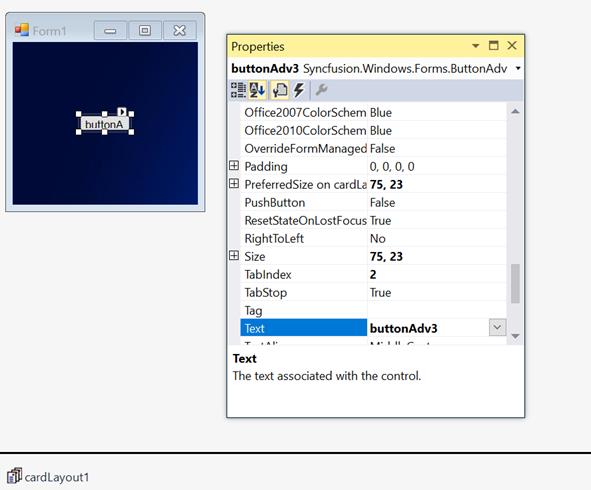 Form1
buttonA
Properties
buttonAdv3 Syncfusion.Windows.Forms.ButtonAdv
Office2007ColorSchem Blue
Office2010ColorSchem Blue
OverrideFormManaged False
Padding 0, 0, 0, 0
PreferredSize on cardLa 75, 23
PushButton False
ResetStateOnLostFocus True
RightToLeft No
Size 75, 23
TabIndex 2
TabStop True
Tag
Text buttonAdv3
Text
The text associated with the control.
cardLayout1